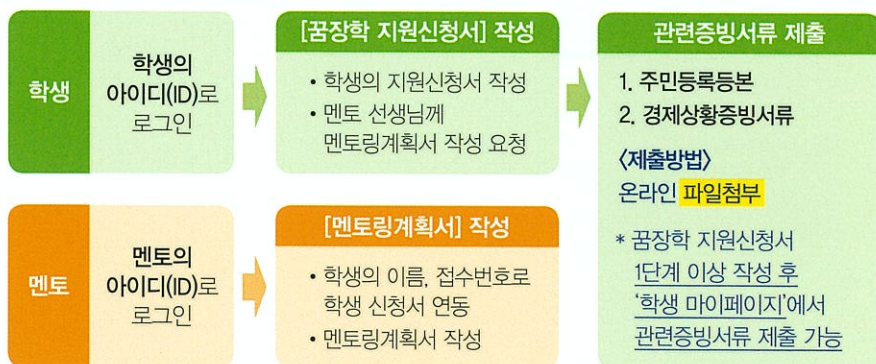 학생
학생의
아이디(ID)로
로그인
[꿈장학 지원신청서] 작성
• 학생의 지원신청서 작성
• 멘토 선생님께
멘토링계획서 작성 요청
관련증빙서류 제출
1. 주민등록등본
2. 경제상황증빙서류
〈제출방법〉
온라인 파일첨부
* 꿈장학 지원신청서
1단계 이상 작성 후
‘학생 마이페이지’에서
관련증빙서류 제출 가능
멘토
멘토의
아이디(ID)로
로그인
[멘토링계획서] 작성
• 학생의 이름, 접수번호로
학생 신청서 연동
• 멘토링계획서 작성